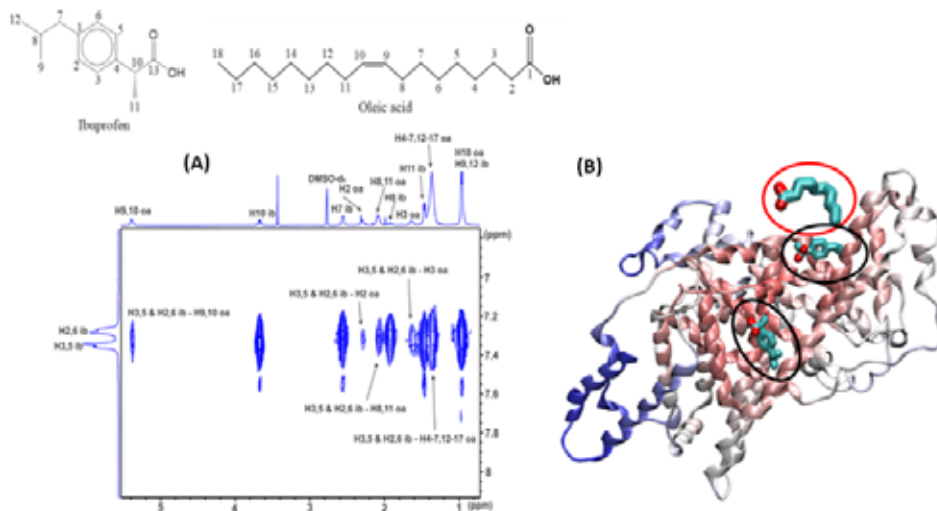 12
7
6
8
1
5
9
2
4
10
O
13
OH
3
11
Ibuprofen
18
16
14
12
10
9
7
5
3
O
1
OH
17
15
13
11
8
6
4
2
Oleic acid
(A)
H4-7,12-17 oa
H18 oa
H9,12 ib
H11 ib
DMSO-d
H2 oa
H8,11 oa
H8 ib
H9,10 oa
H10 ib
H7 ib
H3 oa
(ppm)
H3,5 & H2,6 ib - H3 oa
H3,5 & H2,6 ib - H2 oa
H3,5 & H2,6 ib - H9,10 oa
H2,6 ib
H3,5 ib
H3,5 & H2,6 ib - H8,11 oa
H3,5 & H2,6 ib - H4-7,12-17 oa
7
7.2
7.4
7.6
7.8
8
5
4
3
2
1
(ppm)
(B)